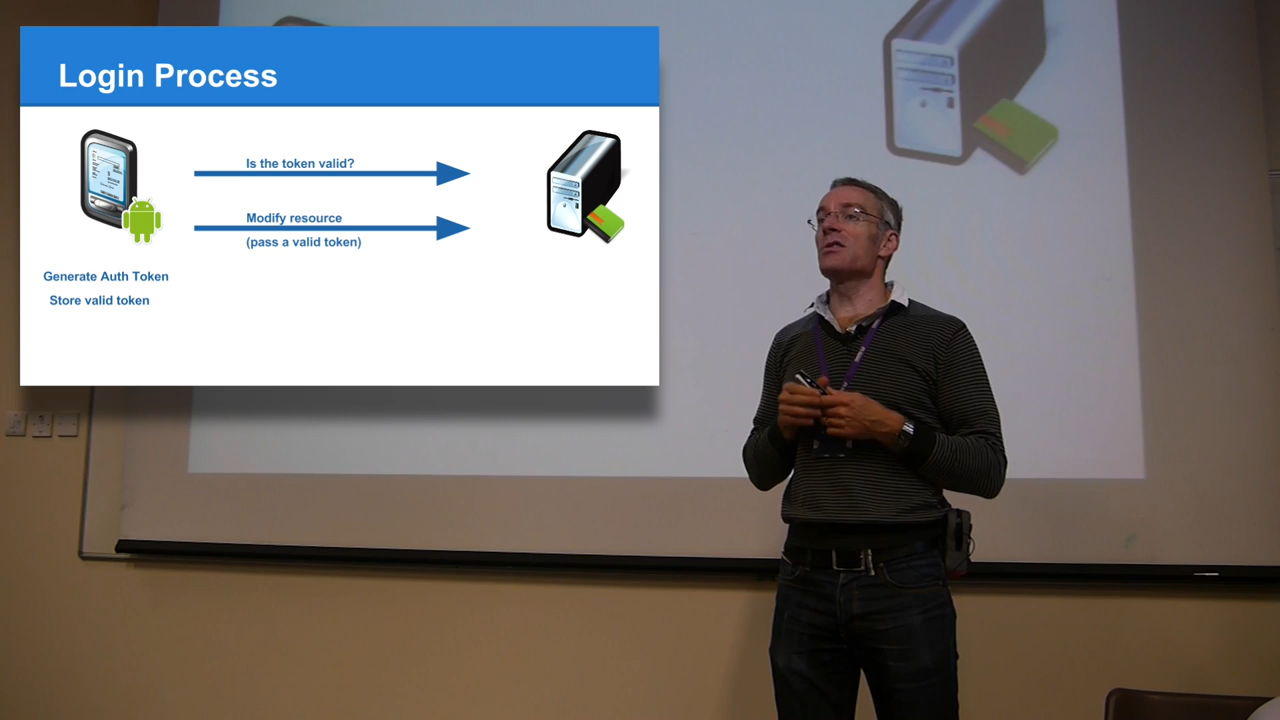 Login Process
Is the token valid?
Modify resource
(pass a valid token)
Generate Auth Token
Store valid token